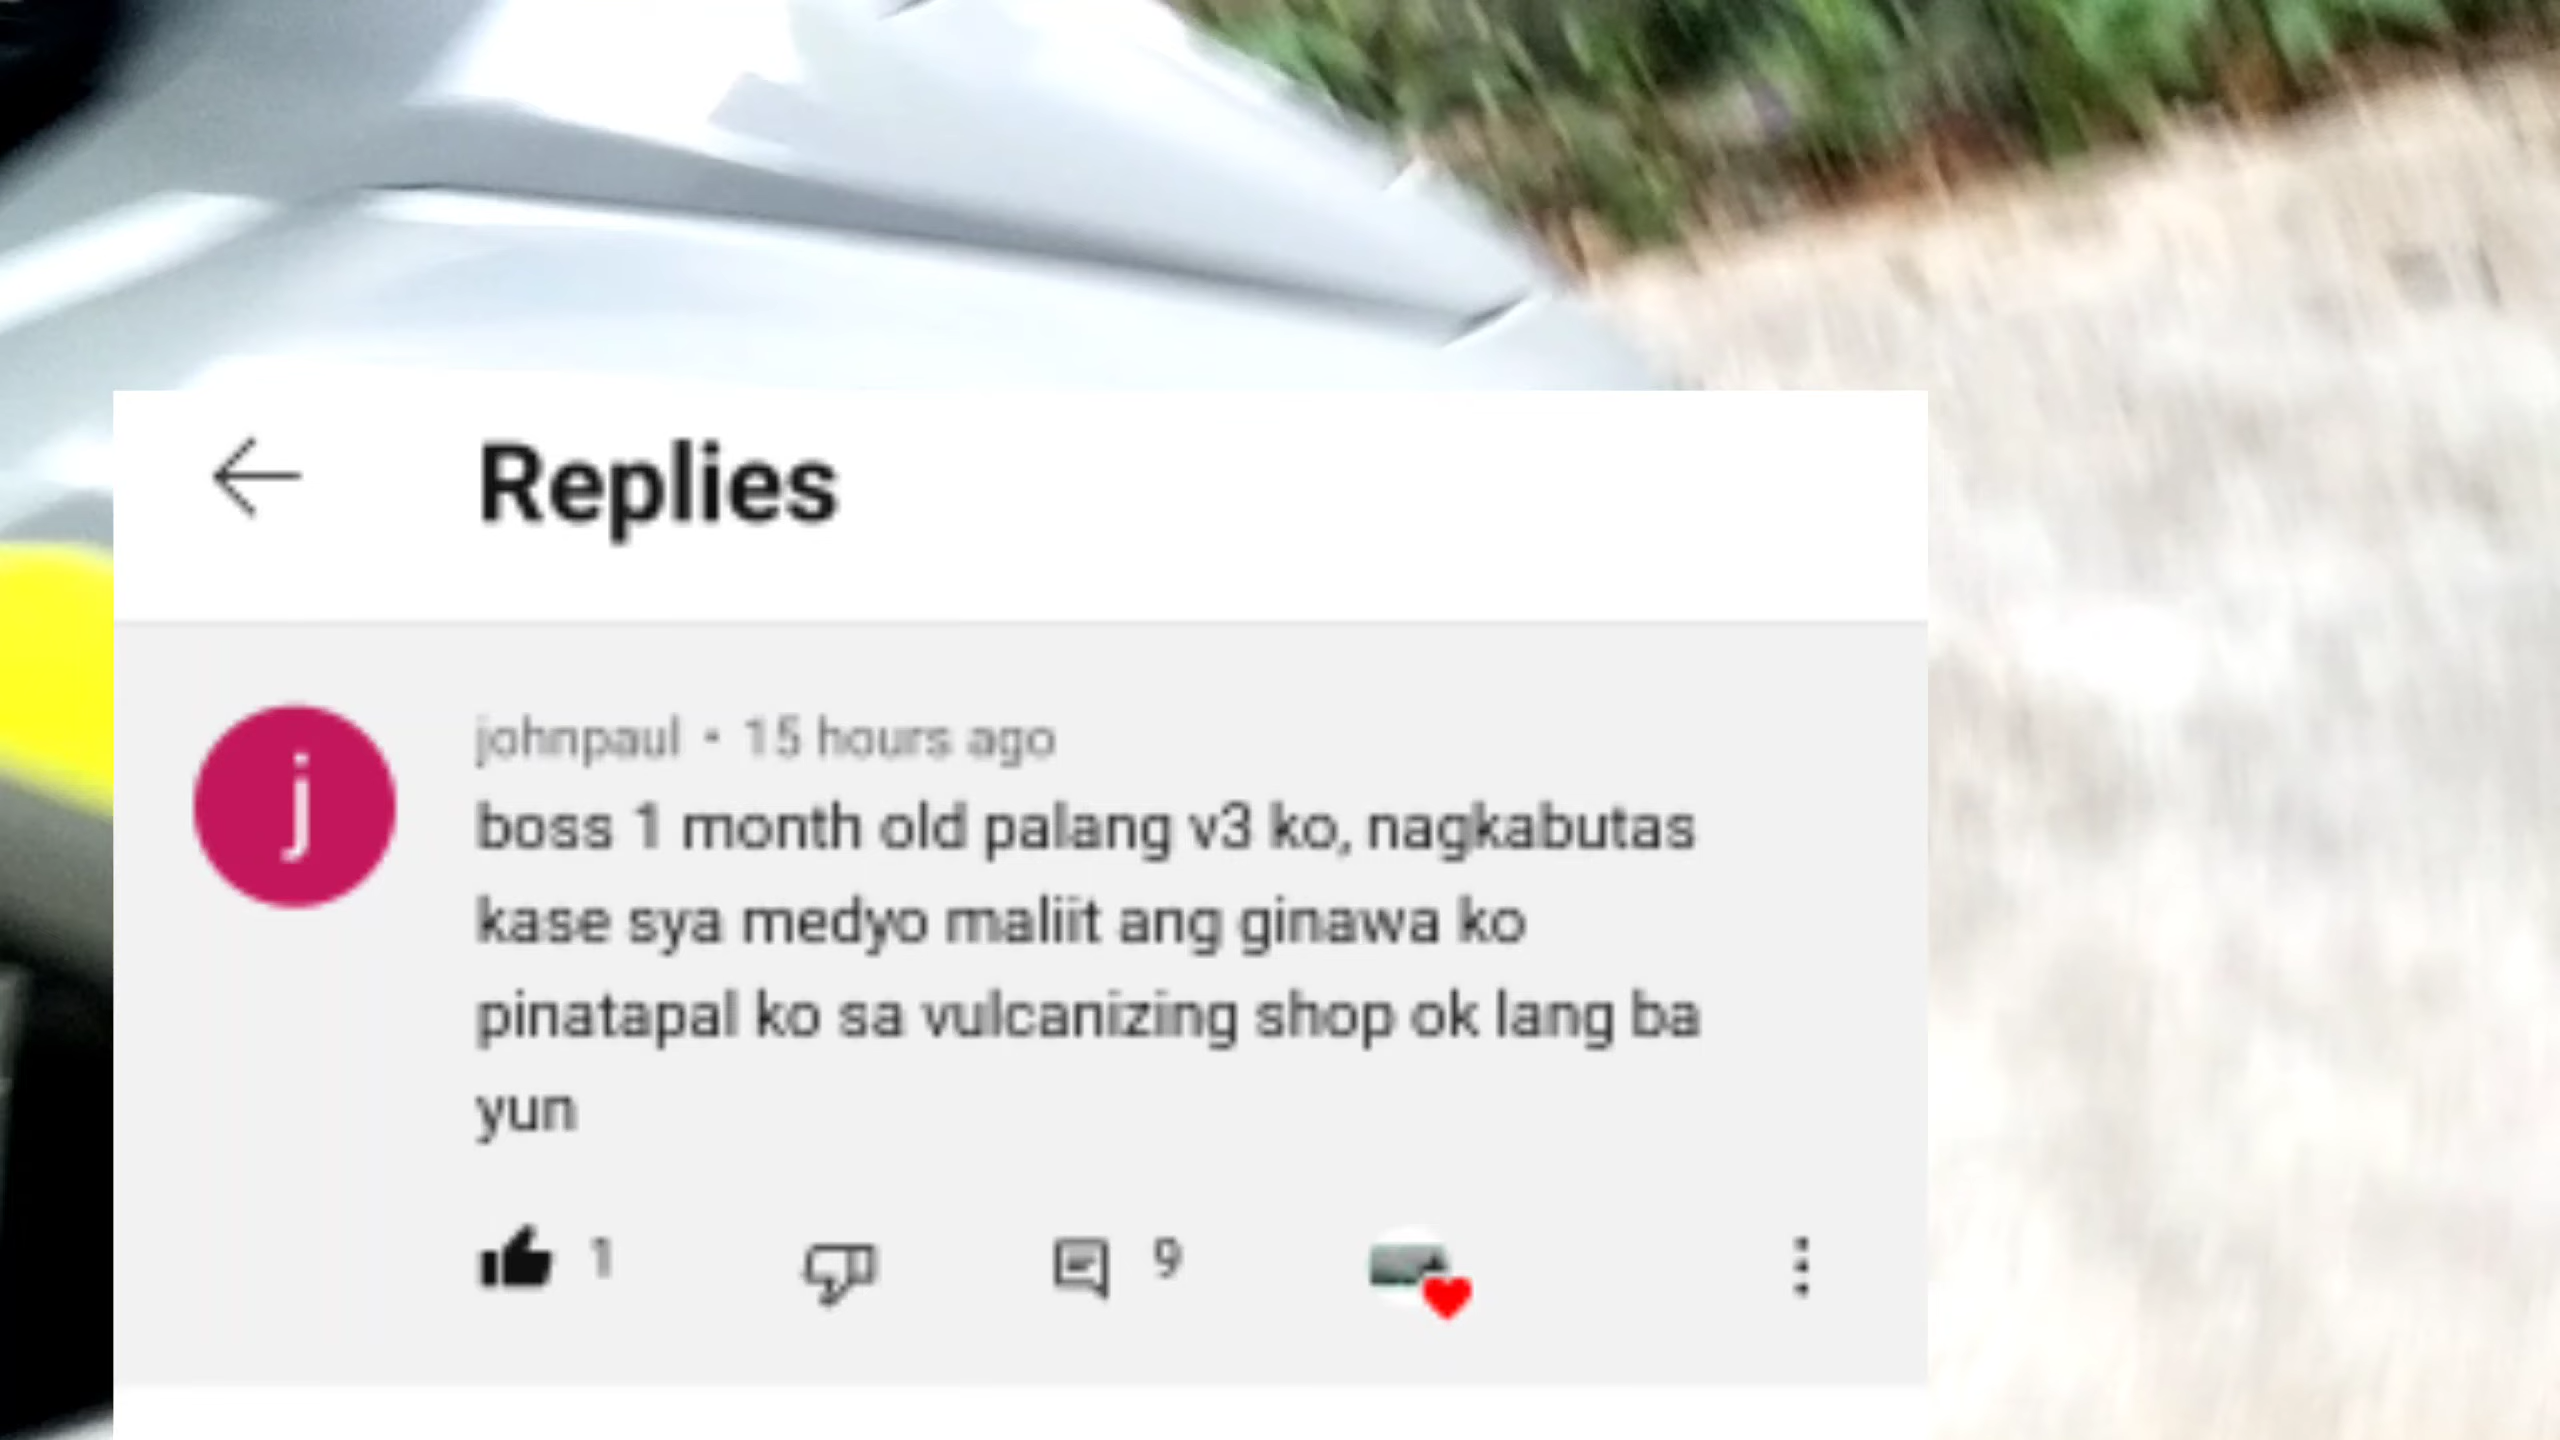 Replies
j
johnpaul • 15 hours ago
boss 1 month old palang v3 ko, nagkabutas
kase sya medyo maliit ang ginawa ko
pinatapal ko sa vulcanizing shop ok lang ba
yun
1
9